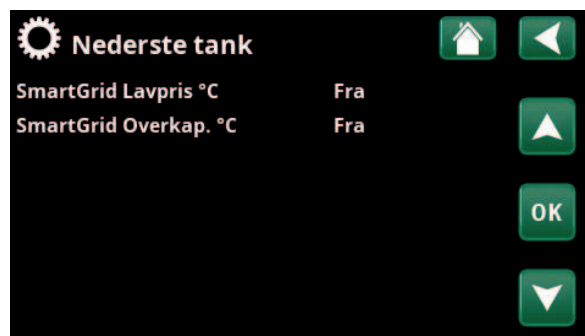 Nederste tank
SmartGrid Lavpris °C Fra
SmartGrid Overkap. °C Fra
OK